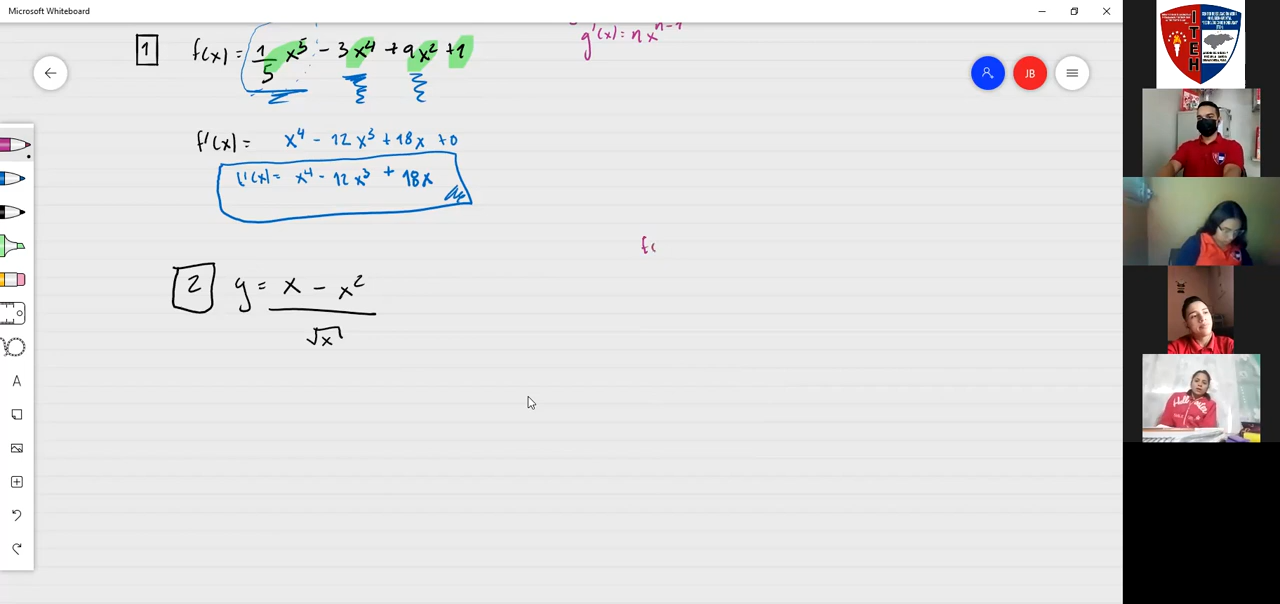 Microsoft Whiteboard
g'(x) = nx^{n-1}
1 f(x) = 1/5 x^5 - 3x^4 + 9x^2 + 1
JB
f'(x) = x^4 - 12x^3 + 18x + 0
f'(x) = x^4 - 12x^3 + 18x
f(
2 y = x - x^2 / √x
A
ITEH